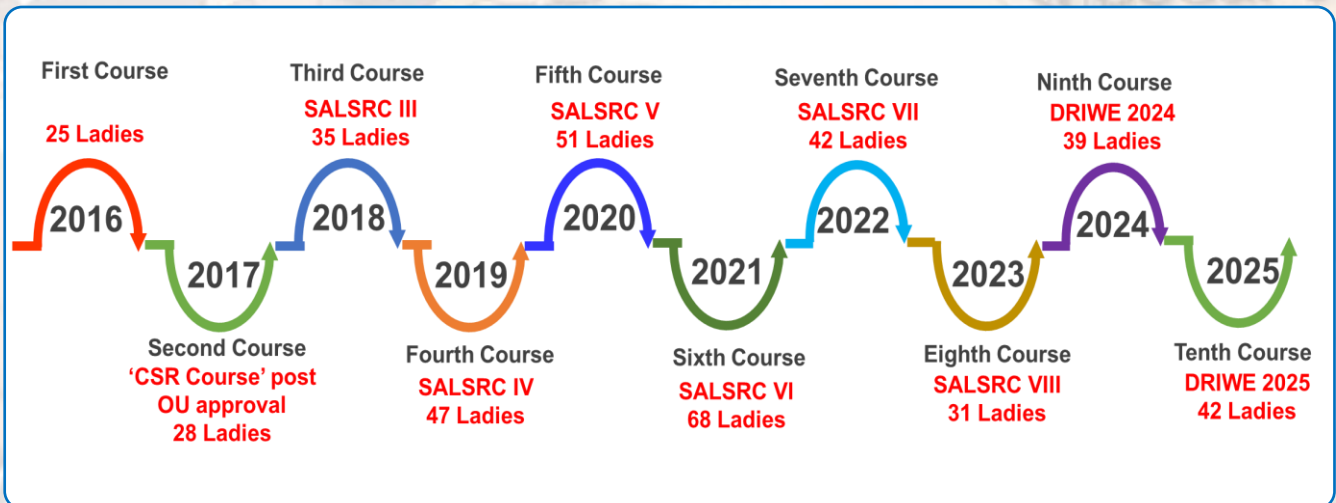 First Course
25 Ladies
2016
2017
Second Course
‘CSR Course’ post
OU approval
28 Ladies
Third Course
SALSRC III
35 Ladies
2018
2019
Fourth Course
SALSRC IV
47 Ladies
Fifth Course
SALSRC V
51 Ladies
2020
2021
Sixth Course
SALSRC VI
68 Ladies
Seventh Course
SALSRC VII
42 Ladies
2022
2023
Eighth Course
SALSRC VIII
31 Ladies
Ninth Course
DRIWE 2024
39 Ladies
2024
2025
Tenth Course
DRIWE 2025
42 Ladies